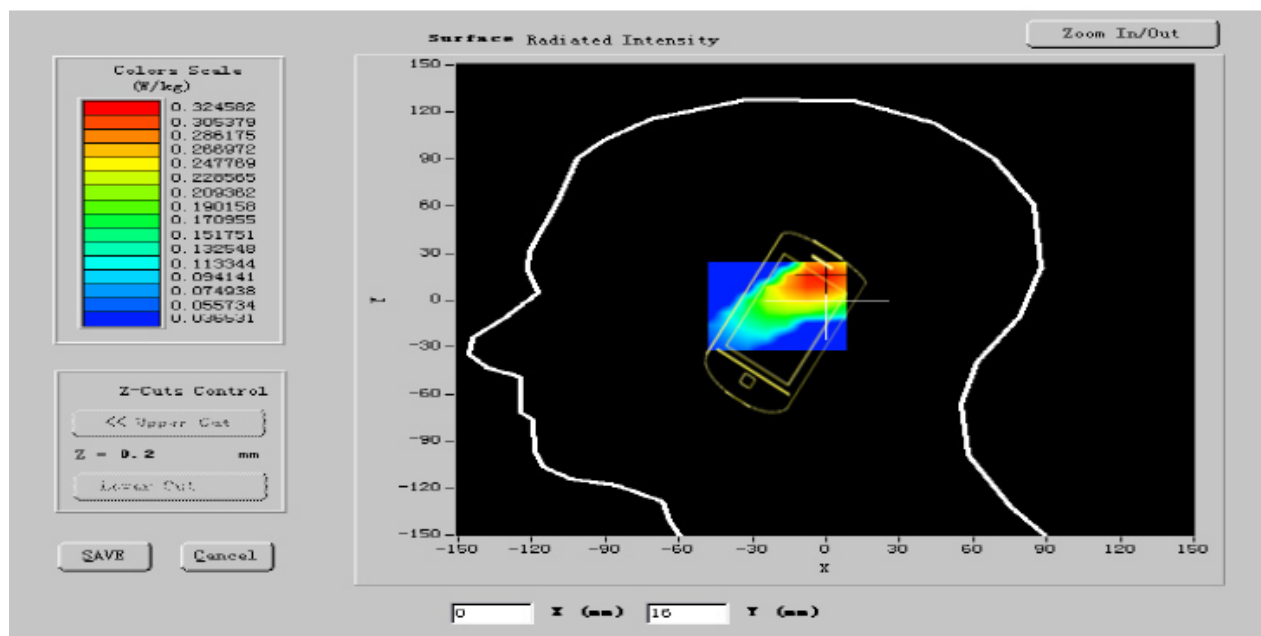 Surface Radiated Intensity
Zoom In/Out
Colors Scale
(W/kg)
0.324582
0.305379
0.286175
0.266972
0.247769
0.228565
0.209362
0.190158
0.170955
0.151751
0.132548
0.113344
0.094141
0.074938
0.055734
0.036531
Z-Cuts Control
<< Upper Cut
Z = 0.2 mm
Lower Cut
SAVE
Cancel
150
120
90
60
30
0
-30
-60
-90
-120
-150
Y
-150 -120 -90 -60 -30 0 30 60 90 120 150
X
0 X (mm) 16 Y (mm)